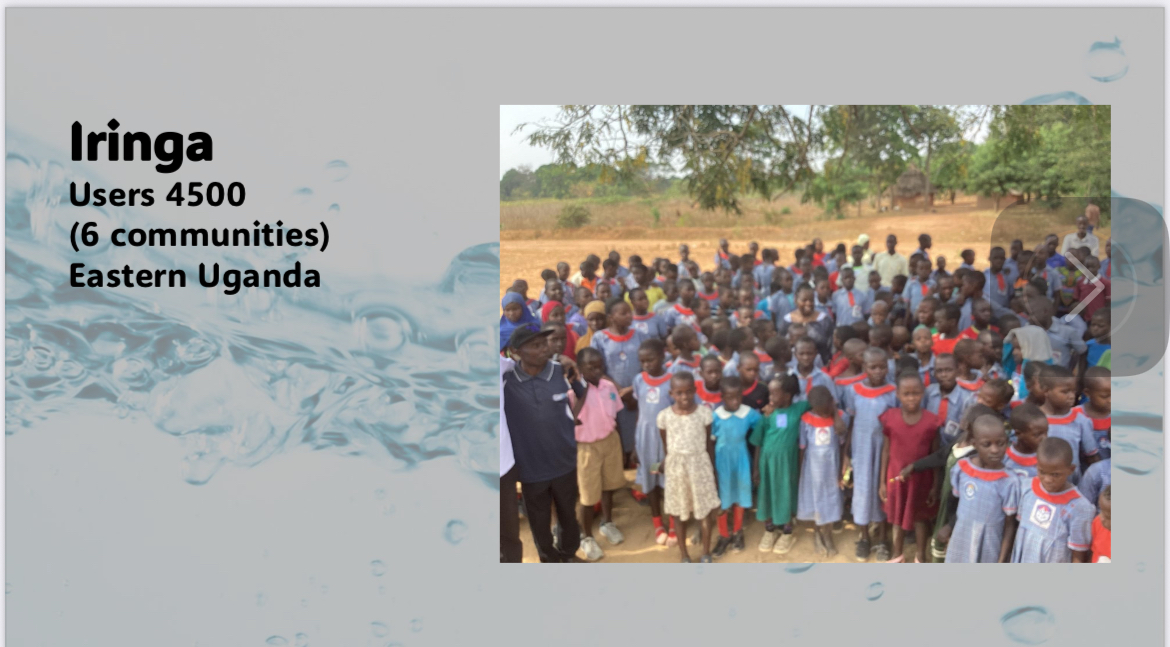 Iringa
Users 4500
(6 communities)
Eastern Uganda